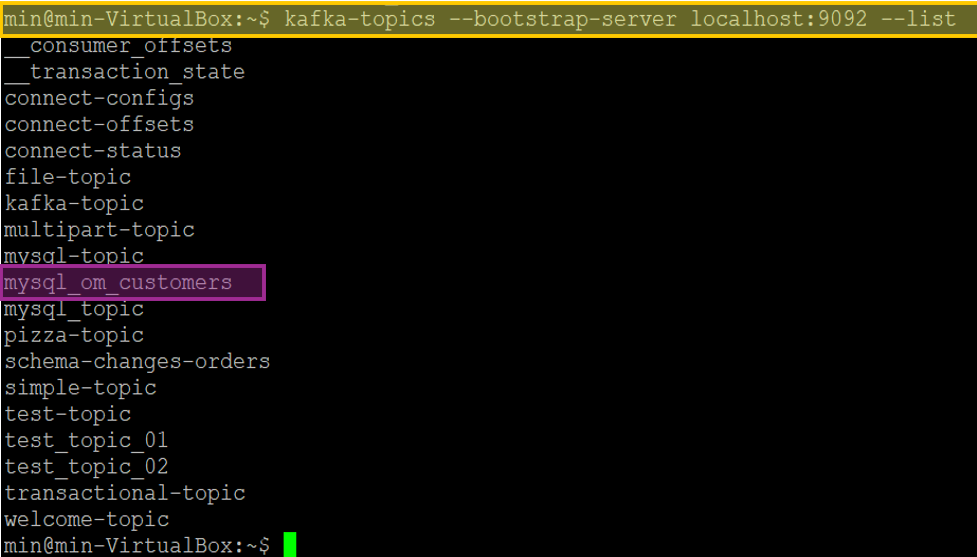 min@min-VirtualBox:~$ kafka-topics --bootstrap-server localhost:9092 --list
__consumer_offsets
__transaction_state
connect-configs
connect-offsets
connect-status
file-topic
kafka-topic
multipart-topic
mysql-topic
mysql_om_customers
mysql_topic
pizza-topic
schema-changes-orders
simple-topic
test-topic
test_topic_01
test_topic_02
transactional-topic
welcome-topic
min@min-VirtualBox:~$